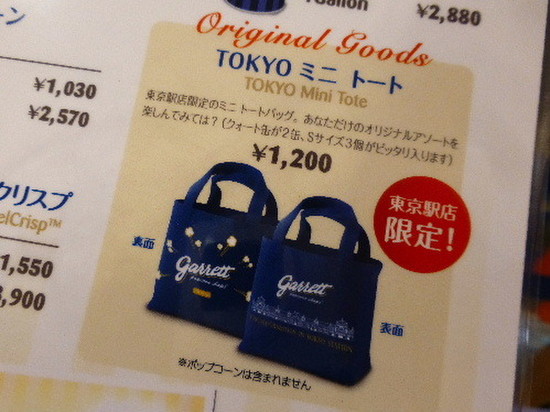 ーン
¥1,030
¥2,570
クリスプ
elCrisp™
1,550
,900
Gallon
¥2,880
Original Goods
TOKYO ミニ トート
TOKYO Mini Tote
東京駅店限定のミニ トートバッグ。あなただけのオリジナルアソートを
楽しんでみては？（クォート缶が2缶、Sサイズ3個がピッタリ入ります）
¥1,200
東京駅店
限定！
表面
Garrett
Garrett
表面
※ポップコーンは含まれません